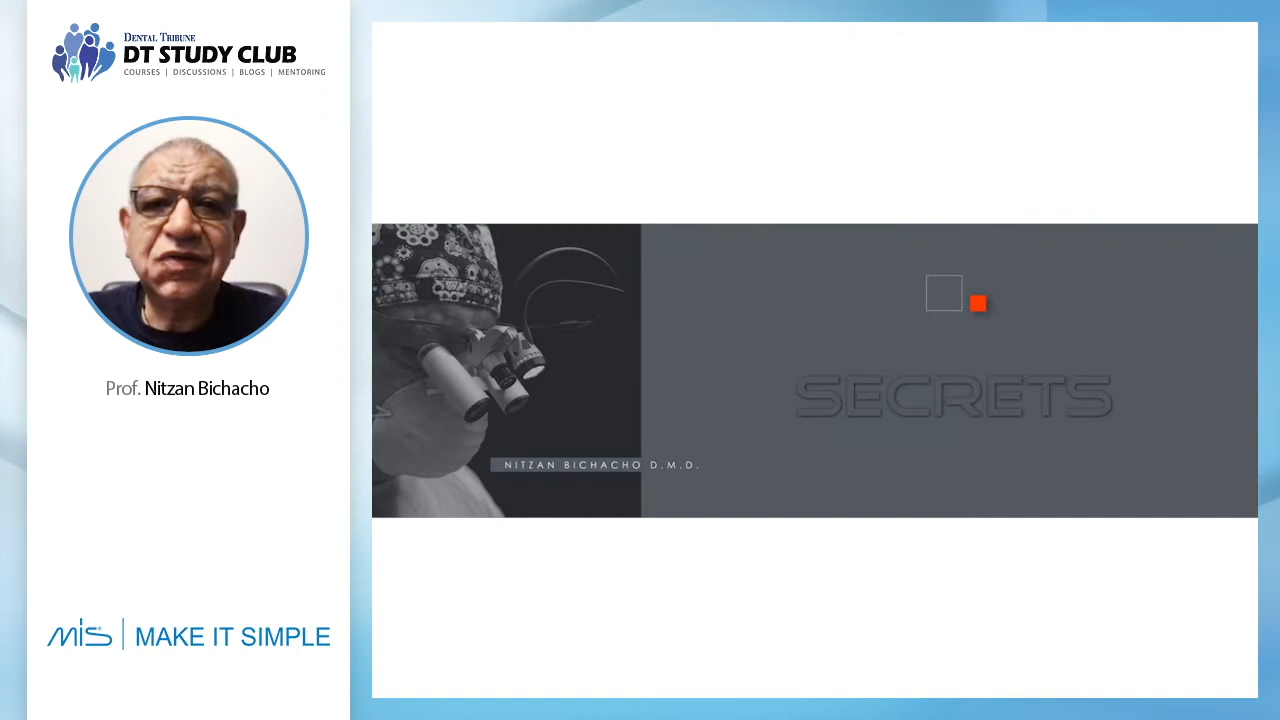 DENTAL TRIBUNE
DT STUDY CLUB
COURSES | DISCUSSIONS | BLOGS | MENTORING
Prof. Nitzan Bichacho
mis® | MAKE IT SIMPLE
SECRETS
NITZAN BICHACHO D.M.D.